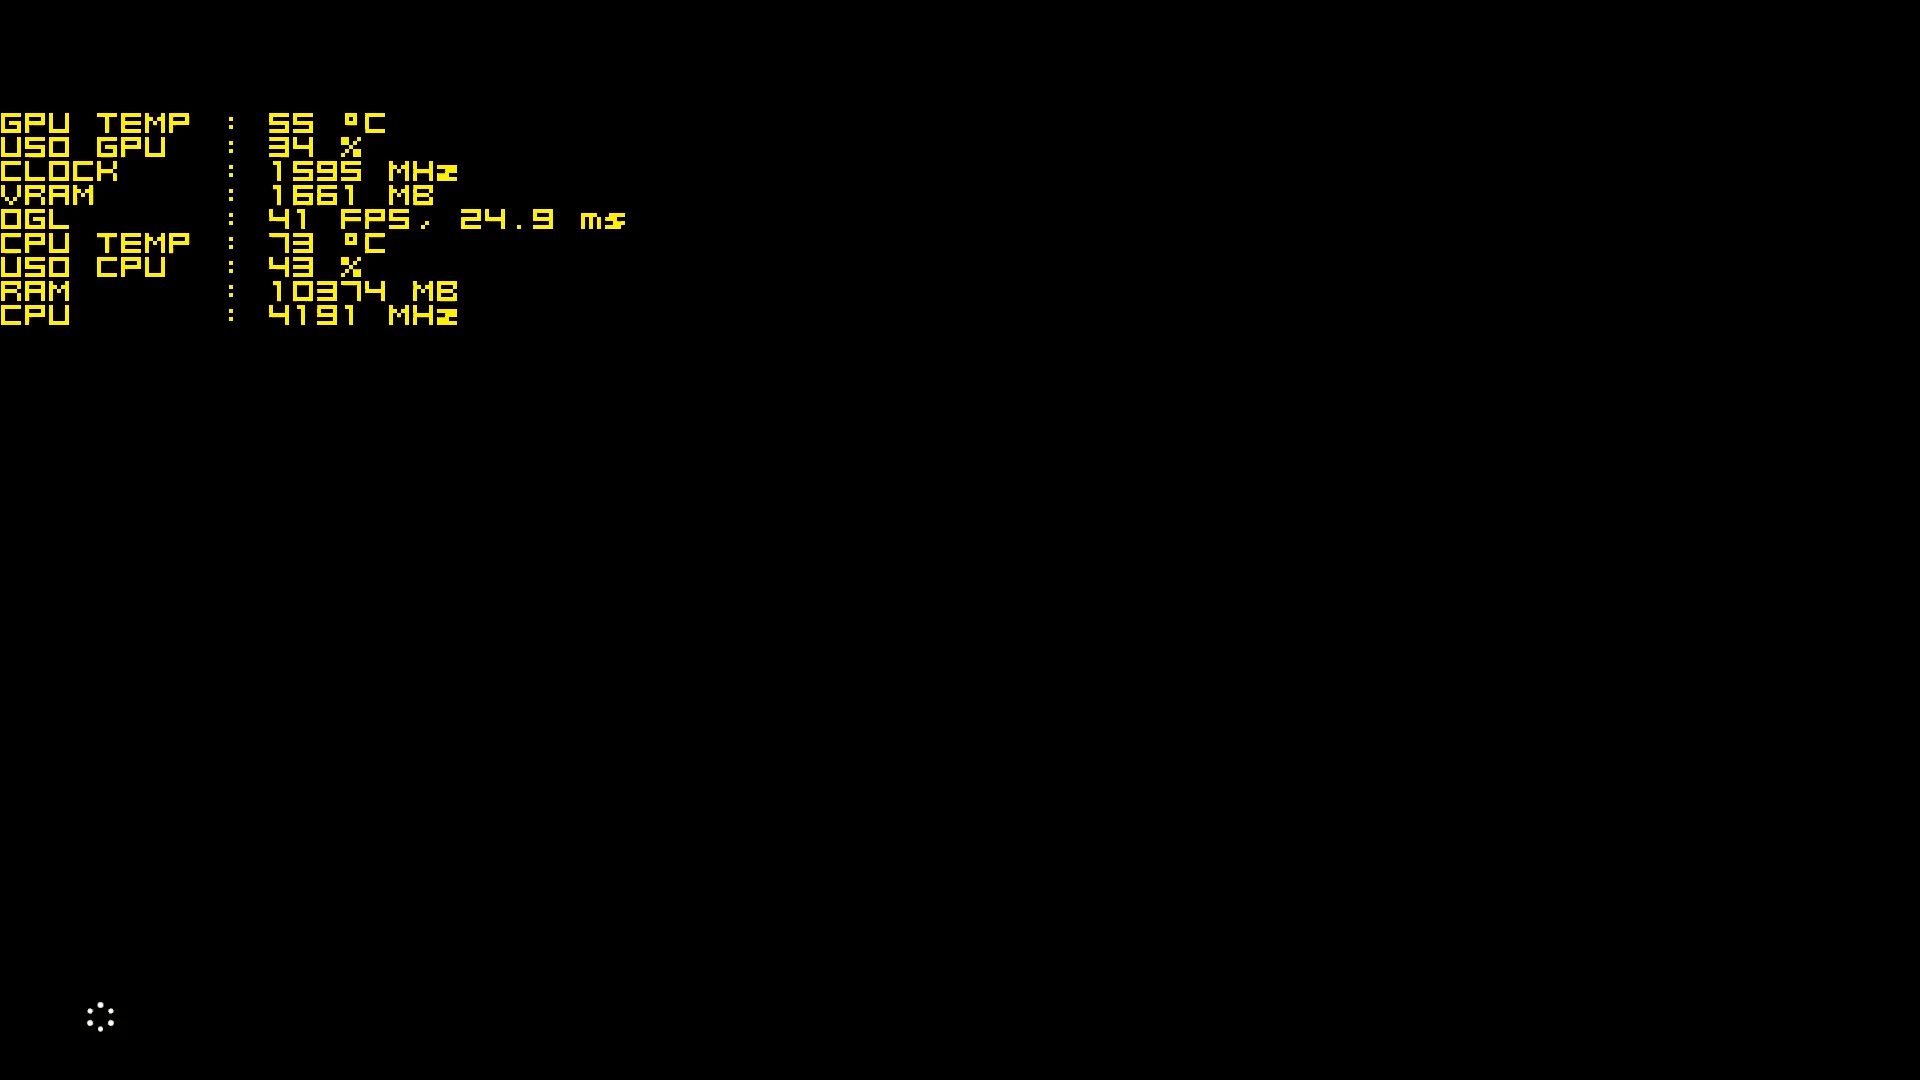 GPU TEMP : 55 °C
USO GPU : 34 %
CLOCK : 1595 MHz
VRAM : 1661 MB
OGL : 41 FPS, 24.9 ms
CPU TEMP : 73 °C
USO CPU : 43 %
RAM : 10374 MB
CPU : 4191 MHz